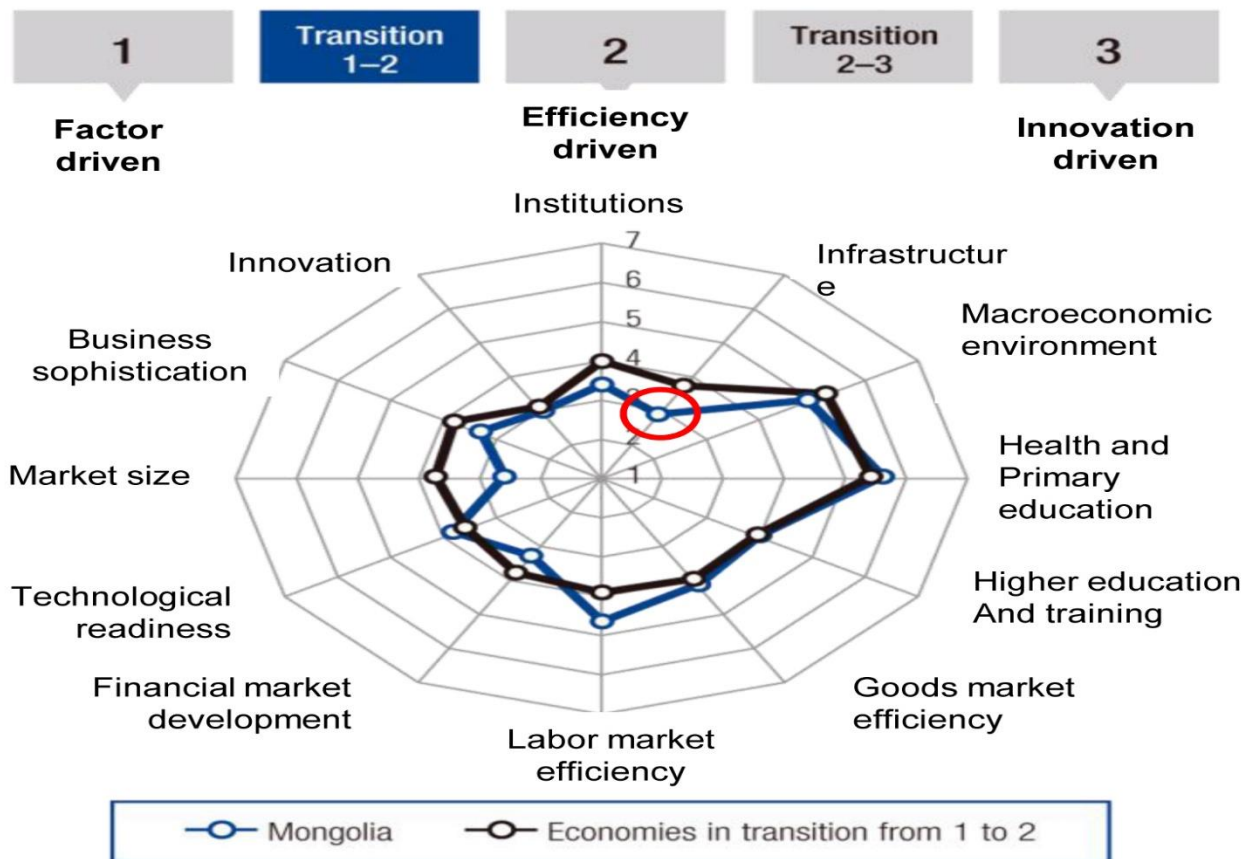 1
Transition
1–2
2
Transition
2–3
3
Factor
driven
Efficiency
driven
Innovation
driven
Institutions
Infrastructur
e
Macroeconomic
environment
Health and
Primary
education
Higher education
And training
Goods market
efficiency
Labor market
efficiency
Financial market
development
Technological
readiness
Market size
Business
sophistication
Innovation
7
6
5
4
3
2
1
Mongolia
Economies in transition from 1 to 2